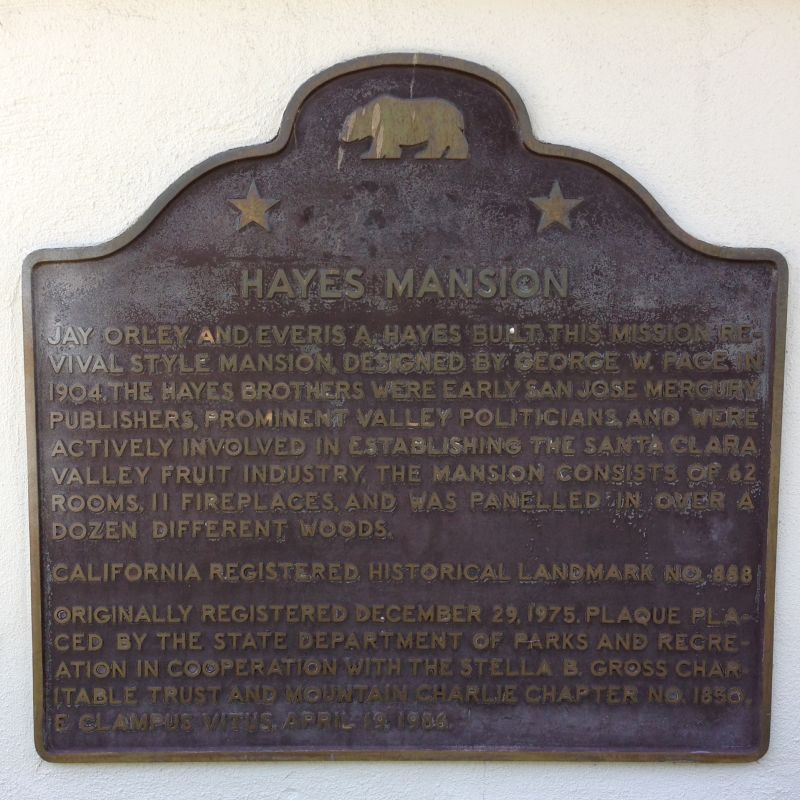 HAYES MANSION
JAY ORLEY AND EVERIS A. HAYES BUILT THIS MISSION RE-
VIVAL STYLE MANSION, DESIGNED BY GEORGE W. PAGE, IN
1904. THE HAYES BROTHERS WERE EARLY SAN JOSE MERCURY
PUBLISHERS, PROMINENT VALLEY POLITICIANS, AND WERE
ACTIVELY INVOLVED IN ESTABLISHING THE SANTA CLARA
VALLEY FRUIT INDUSTRY. THE MANSION CONSISTS OF 62
ROOMS, 11 FIREPLACES, AND WAS PANELLED IN OVER A
DOZEN DIFFERENT WOODS.
CALIFORNIA REGISTERED HISTORICAL LANDMARK NO. 888
ORIGINALLY REGISTERED DECEMBER 29, 1975. PLAQUE PLA-
CED BY THE STATE DEPARTMENT OF PARKS AND RECRE-
ATION IN COOPERATION WITH THE STELLA B. GROSS CHAR-
ITABLE TRUST AND MOUNTAIN CHARLIE CHAPTER NO. 1850,
E CLAMPUS VITUS, APRIL 19, 1984.